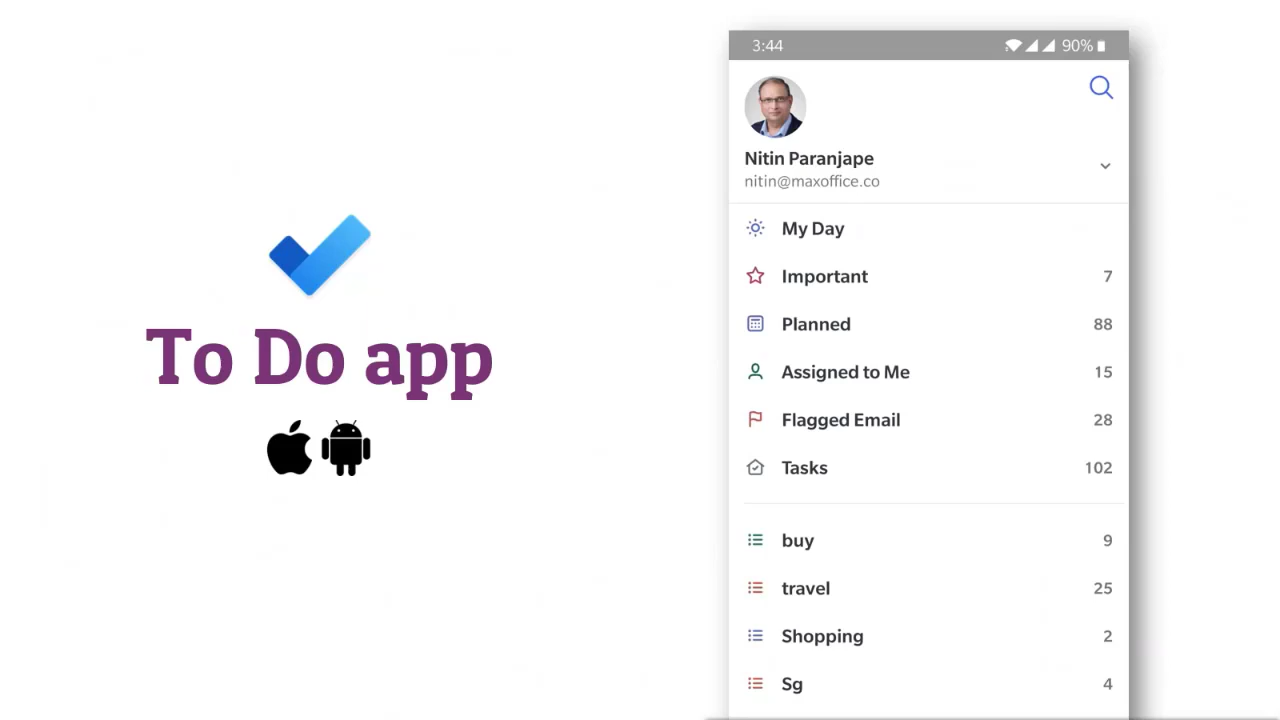 To Do app
3:44
90%
Nitin Paranjape
nitin@maxoffice.co
My Day
Important 7
Planned 88
Assigned to Me 15
Flagged Email 28
Tasks 102
buy 9
travel 25
Shopping 2
Sg 4